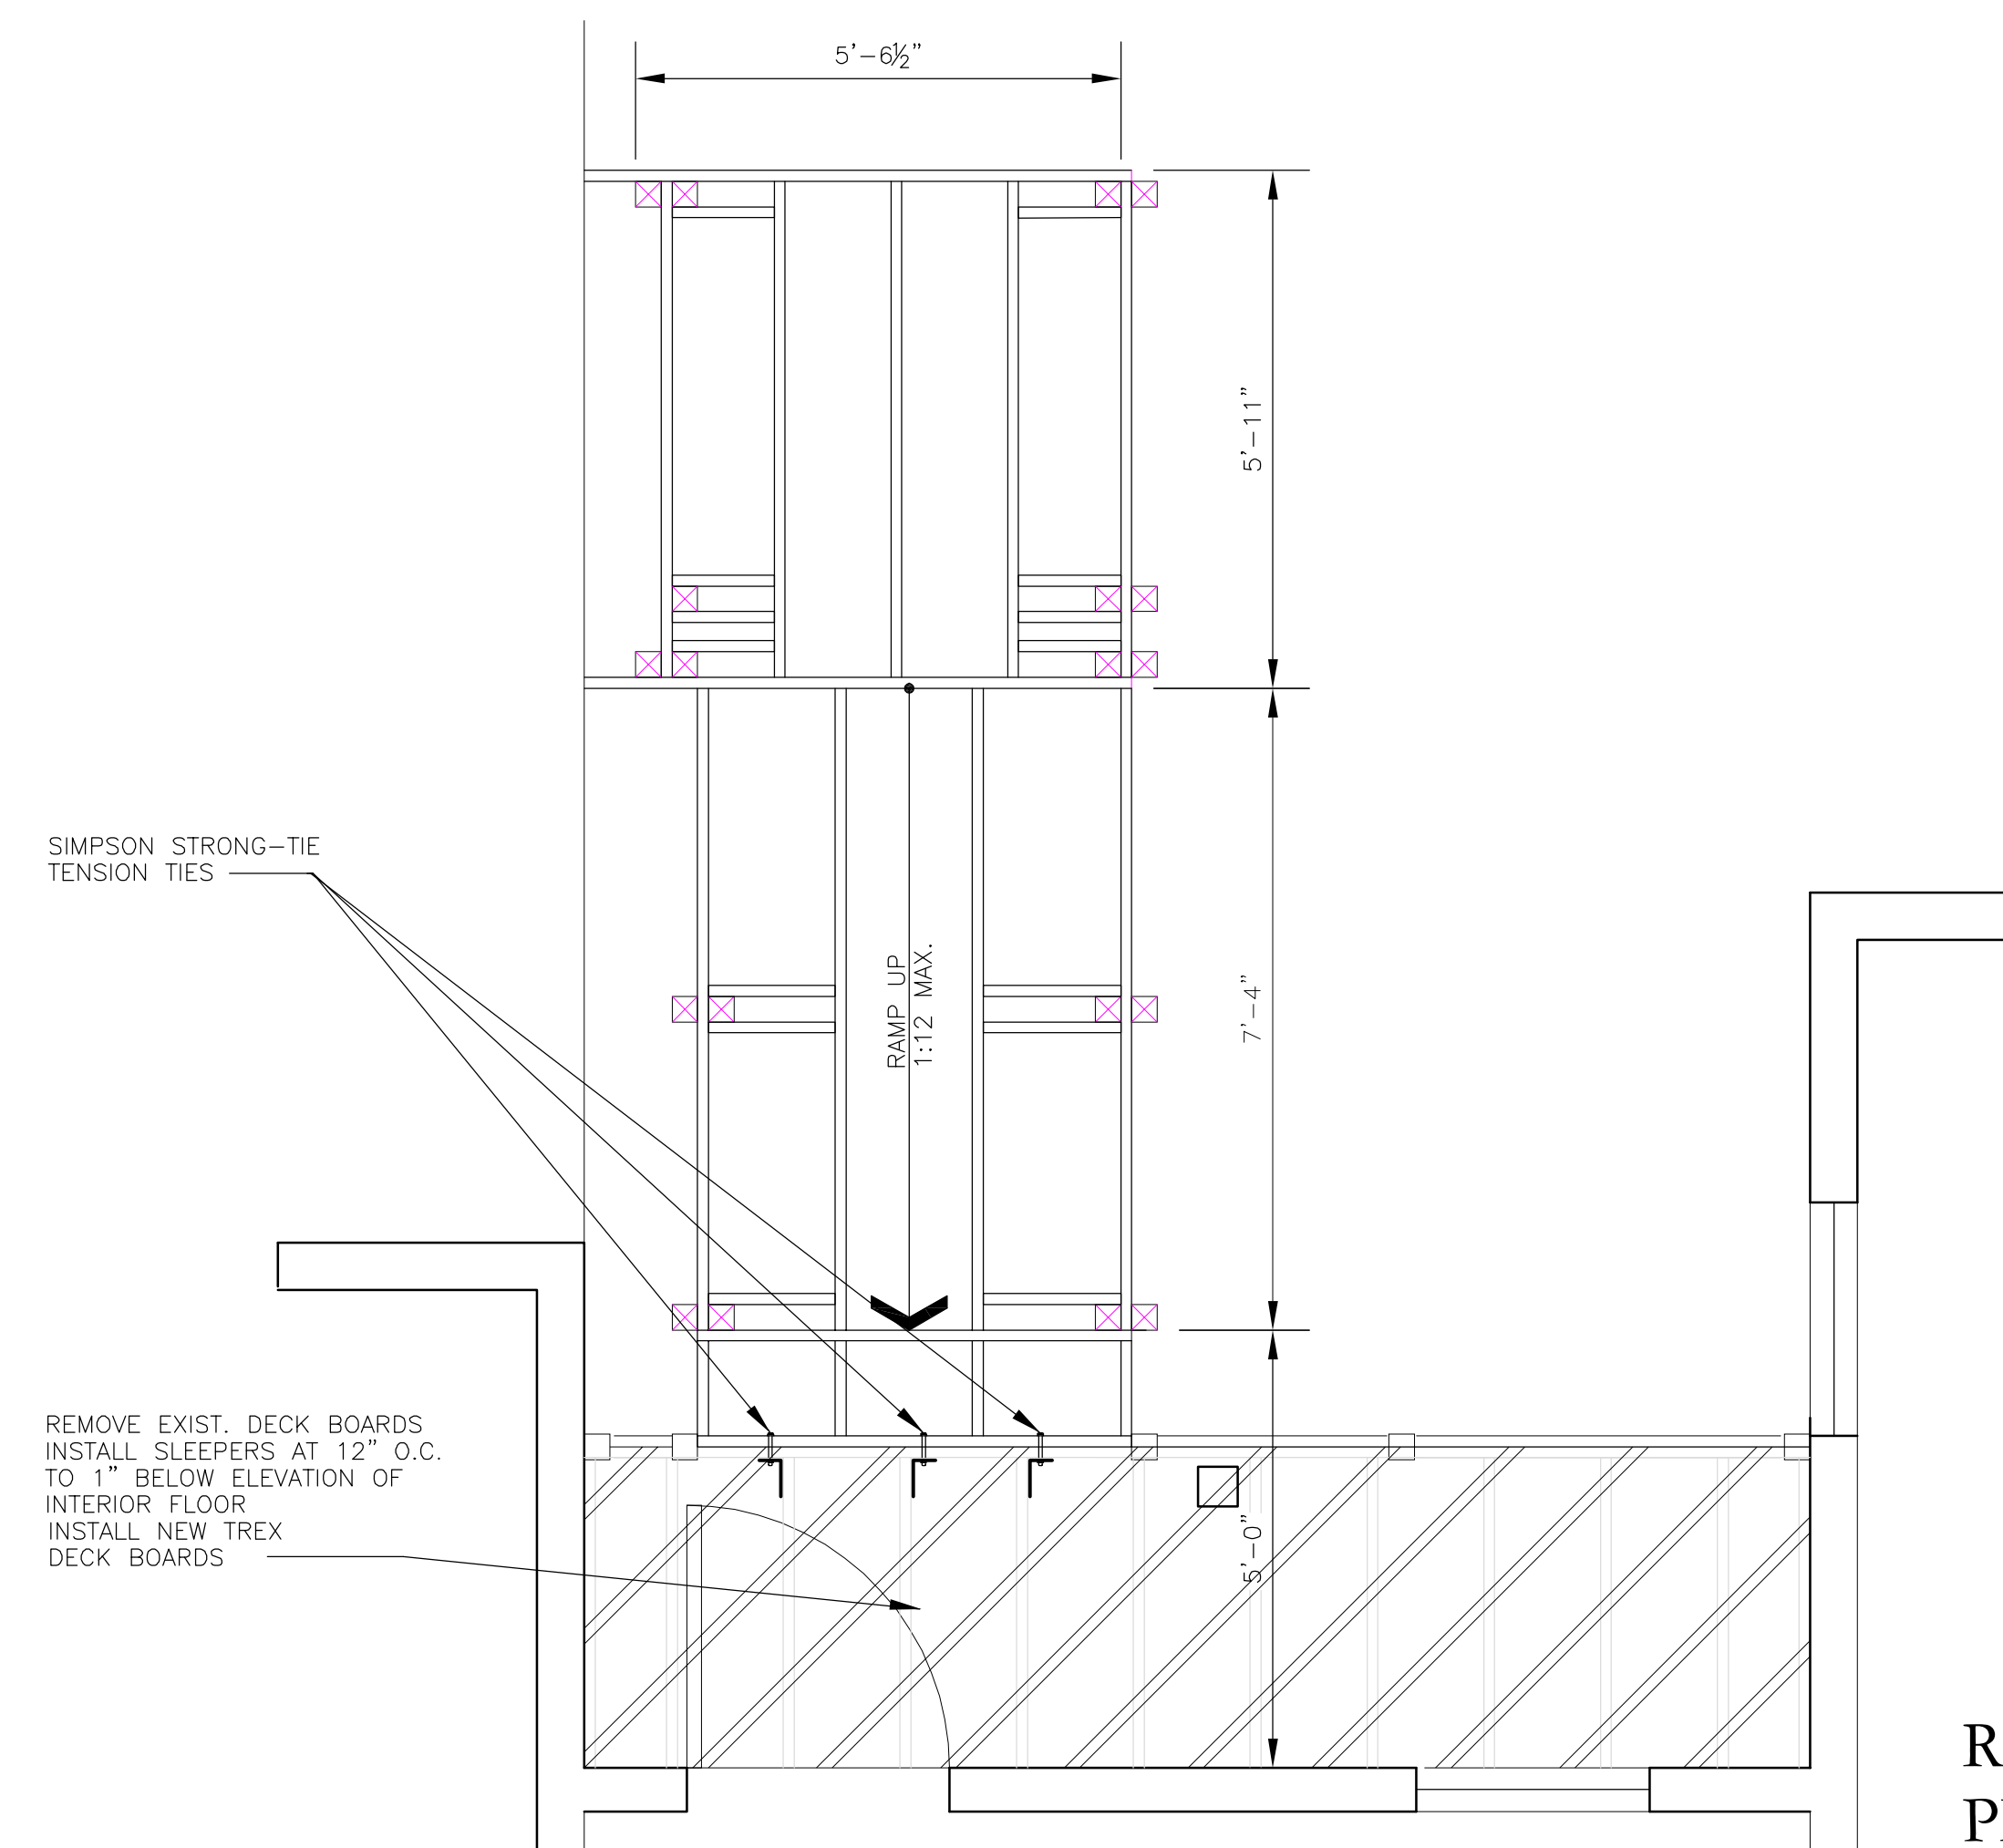 5'-6½"
5'-11"
SIMPSON STRONG-TIE
TENSION TIES
RAMP UP
1:12 MAX.
7'-4"
REMOVE EXIST. DECK BOARDS
INSTALL SLEEPERS AT 12" O.C.
TO 1" BELOW ELEVATION OF
INTERIOR FLOOR
INSTALL NEW TREX
DECK BOARDS
5'-0"